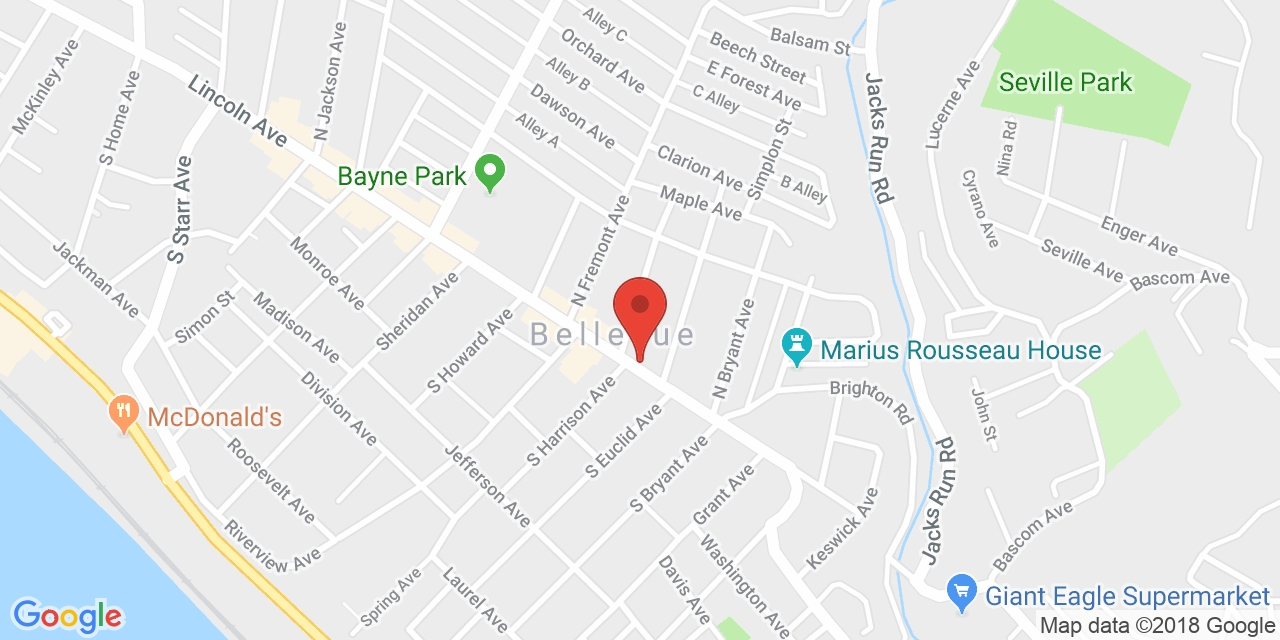 Alley C
Balsam St
Beech Street
Orchard Ave
McKinley Ave
N Jackson Ave
E Forest Ave
Alley B
Seville Park
Lincoln Ave
S Home Ave
C Alley
Dawson Ave
Jacks Run Rd
Lucerne Ave
Nina Rd
Alley A
Simplon St
Clarion Ave
Bayne Park
B Alley
Maple Ave
S Starr Ave
Cyrano Ave
Enger Ave
N Fremont Ave
Seville Ave
Bascom Ave
Monroe Ave
Jackman Ave
Sheridan Ave
Simon St
Madison Ave
Bellevue
N Bryant Ave
Marius Rousseau House
S Howard Ave
Brighton Rd
McDonald's
Division Ave
S Harrison Ave
S Euclid Ave
John St
Roosevelt Ave
Jefferson Ave
S Bryant Ave
Grant Ave
Jacks Run Rd
Riverview Ave
Keswick Ave
Bascom Ave
Washington Ave
Spring Ave
Laurel Ave
Davis Ave
Giant Eagle Supermarket
Google
Map data ©2018 Google